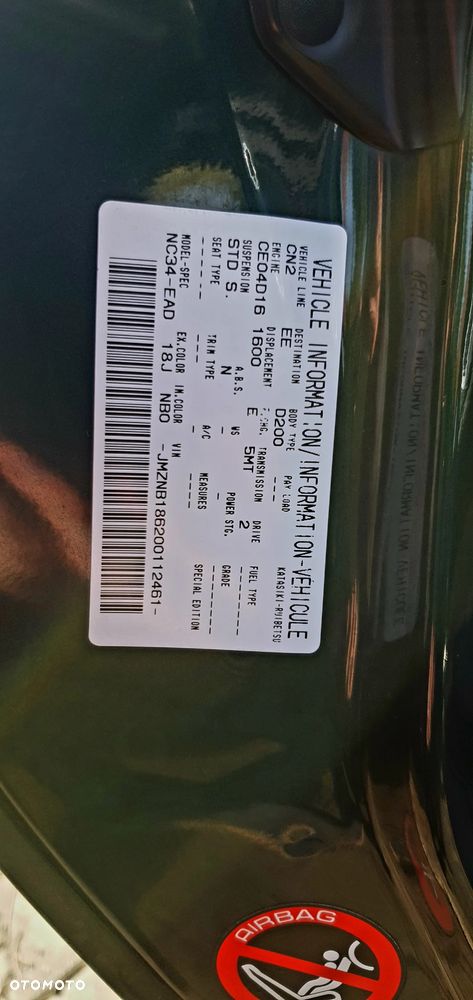 VEHICLE INFORMATION/INFORMATION-VÉHICULE
VEHICLE LINE DESTINATION BODY TYPE PAY LOAD KATASIKI-RUIBETSU
CN2 EE D200
ENGINE DISPLACEMENT TRANSMISSION DRIVE FUEL TYPE
CE04D16 1600 E 5MT 2 ------
SUSPENSION A.B.S. WS POWER STG. GRADE
STD S. N - - ------
SEAT TYPE TRIM TYPE A/C MEASURES SPECIAL EDITION
------ ------ - ----
MODEL-SPEC EX.COLOR IN.COLOR VIN
NC34-EAD 18J NB0 -JMZNB186200112461-
AIRBAG
OTOMOTO